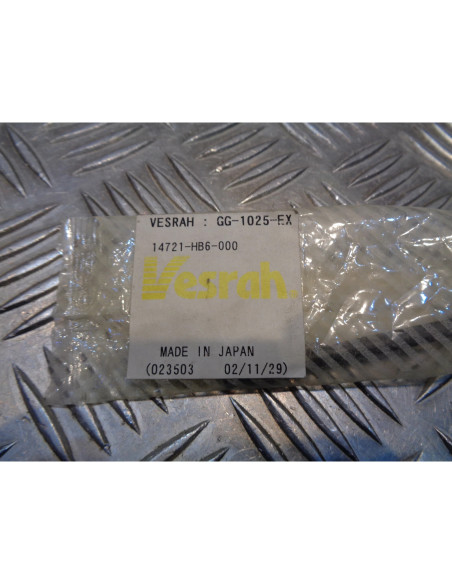 VESRAH : GG-1025-EX
14721-HB6-000
Vesrah.
MADE IN JAPAN
(023503 02/11/29)